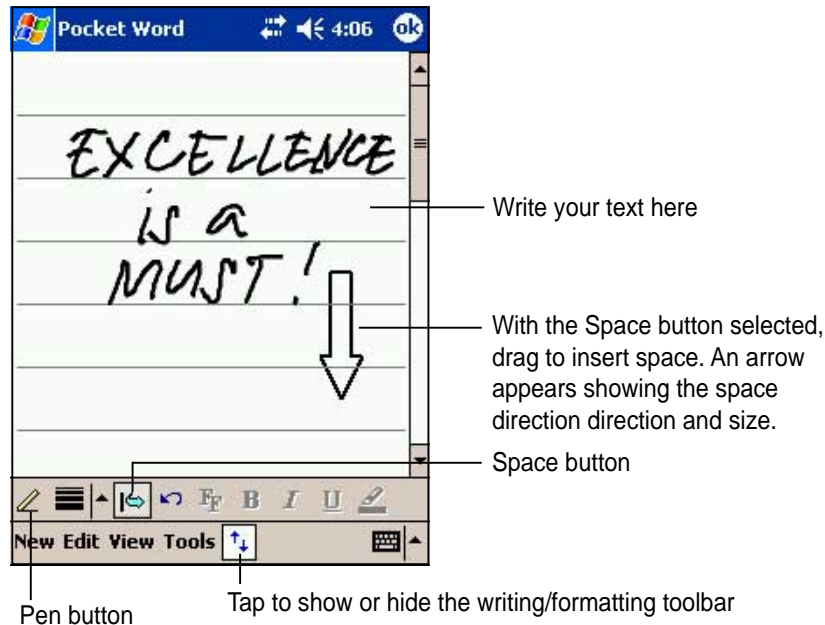 Pocket Word 4:06 ok
EXCELLENCE
is a
MUST!
Write your text here
With the Space button selected,
drag to insert space. An arrow
appears showing the space
direction direction and size.
Space button
FF B I U
New Edit View Tools
Pen button
Tap to show or hide the writing/formatting toolbar